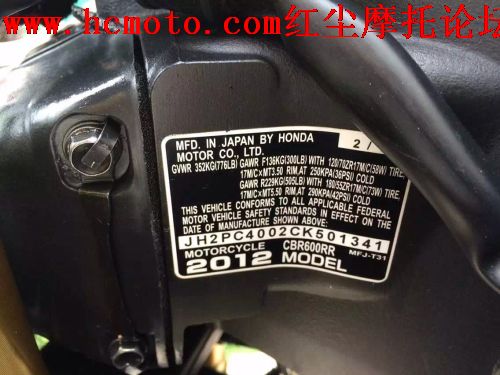 www.hcmoto.com红尘摩托论坛
MFD. IN JAPAN BY HONDA
MOTOR CO., LTD.
2/
GVWR 352KG(776LB) GAWR F136KG(300LB) WITH 120/70ZR17M/C(58W) TIRE,
17M/C×MT3.50 RIM, AT 250KPA(36PSI) COLD
GAWR R229KG(505LB) WITH 180/55ZR17M/C(73W) TIRE,
17M/C×MT5.50 RIM, AT 290KPA(42PSI) COLD
THIS VEHICLE CONFORMS TO ALL APPLICABLE FEDERAL
MOTOR VEHICLE SAFETY STANDARDS IN EFFECT ON THE
DATE OF MANUFACTURE SHOWN ABOVE.
JH2PC4002CK501341
MOTORCYCLE CBR600RR MFJ-T31
2012 MODEL